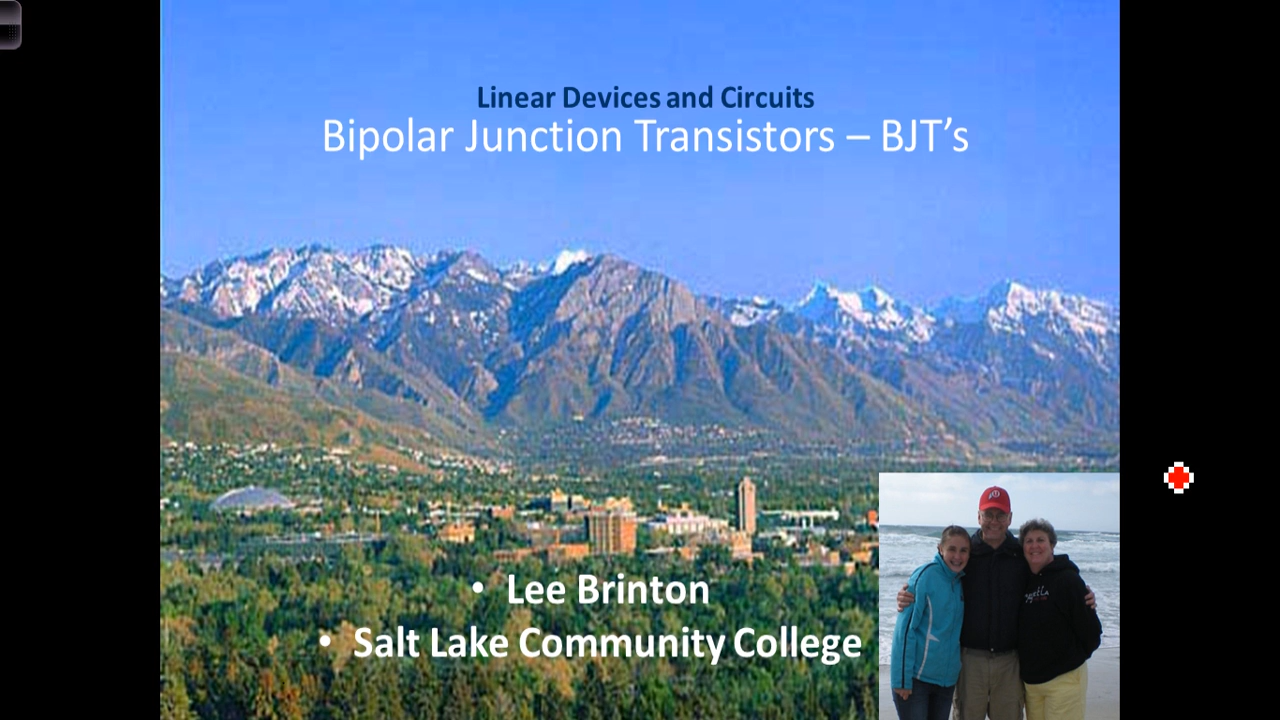 Linear Devices and Circuits
Bipolar Junction Transistors – BJT’s
• Lee Brinton
• Salt Lake Community College